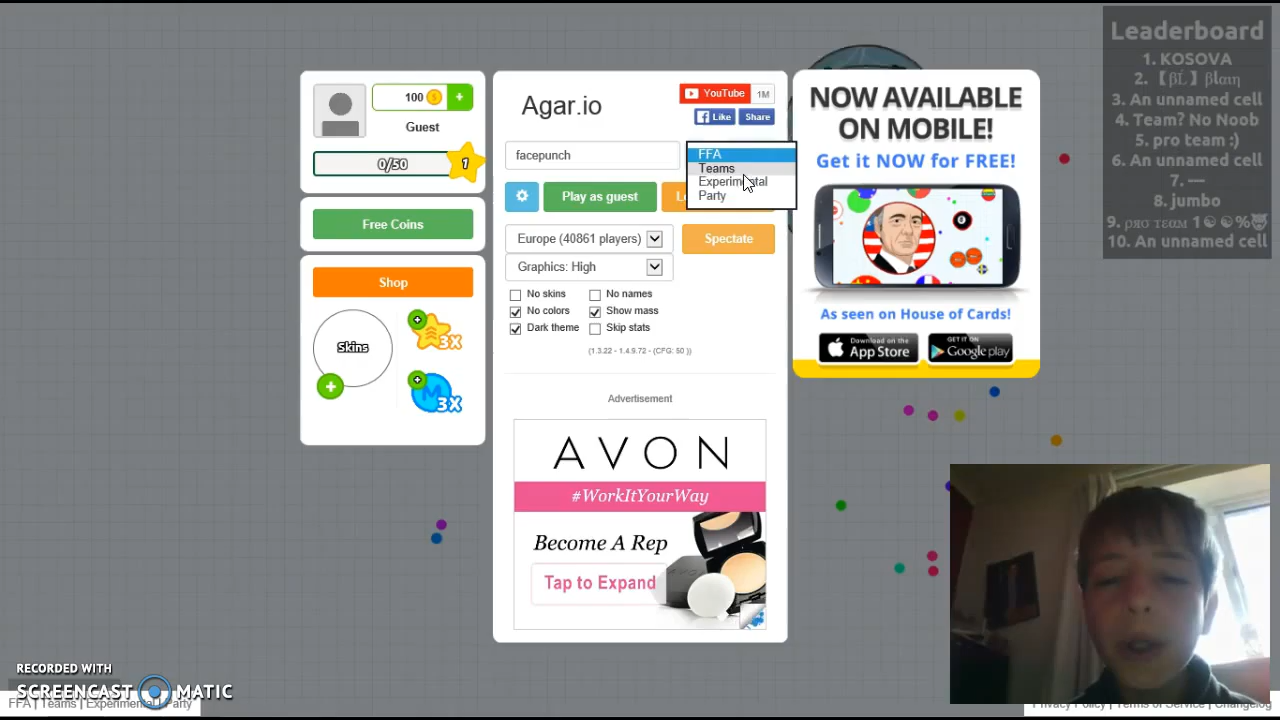 Leaderboard
1. KOSOVA
3. An unnamed cell
4. Team? No Noob
5. pro team :)
6. An unnamed cell
7. —
8. jumbo
10. An unnamed cell
100
+
Guest
0/50
1
Free Coins
Shop
Skins
3X
M
3X
Agar.io
YouTube
1M
Like
Share
facepunch
FFA
Teams
Experimental
Party
Play as guest
Europe (40861 players)
Spectate
Graphics: High
No skins
No names
No colors
Show mass
Dark theme
Skip stats
(1.3.22 - 1.4.9.72 - (CFG: 50 ))
Advertisement
AVON
#WorkItYourWay
Become A Rep
Tap to Expand
NOW AVAILABLE
ON MOBILE!
Get it NOW for FREE!
8
As seen on House of Cards!
Download on the
App Store
GET IT ON
Google play
RECORDED WITH
SCREENCAST MATIC
FFA | Teams | Experimental | Party
Privacy Policy | Terms of Service | Changelog